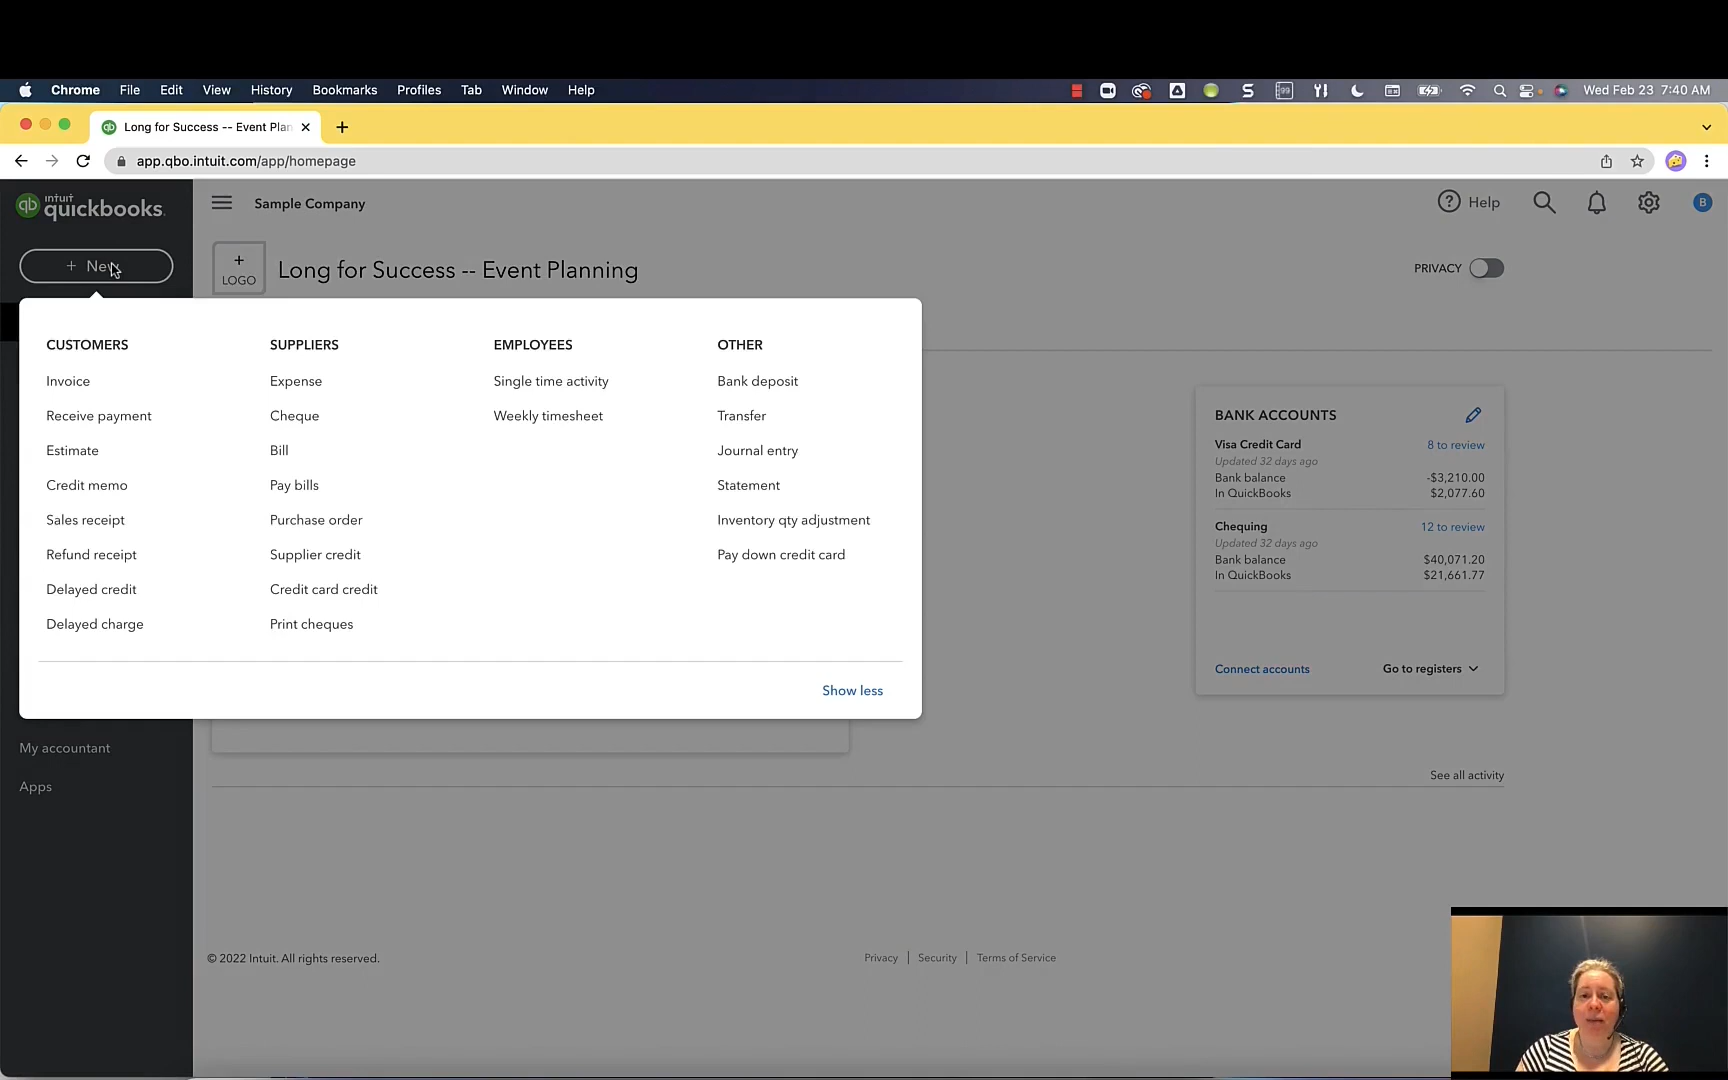 Chrome File Edit View History Bookmarks Profiles Tab Window Help
Wed Feb 23 7:40 AM
Long for Success -- Event Plan
app.qbo.intuit.com/app/homepage
qb intuit quickbooks.
Sample Company
Help
B
+ New
+ LOGO
Long for Success -- Event Planning
PRIVACY
CUSTOMERS
Invoice
Receive payment
Estimate
Credit memo
Sales receipt
Refund receipt
Delayed credit
Delayed charge
SUPPLIERS
Expense
Cheque
Bill
Pay bills
Purchase order
Supplier credit
Credit card credit
Print cheques
EMPLOYEES
Single time activity
Weekly timesheet
OTHER
Bank deposit
Transfer
Journal entry
Statement
Inventory qty adjustment
Pay down credit card
Show less
BANK ACCOUNTS
Visa Credit Card 8 to review
Updated 32 days ago
Bank balance -$3,210.00
In QuickBooks $2,077.60
Chequing 12 to review
Updated 32 days ago
Bank balance $40,071.20
In QuickBooks $21,661.77
Connect accounts Go to registers
My accountant
Apps
See all activity
© 2022 Intuit. All rights reserved.
Privacy | Security | Terms of Service